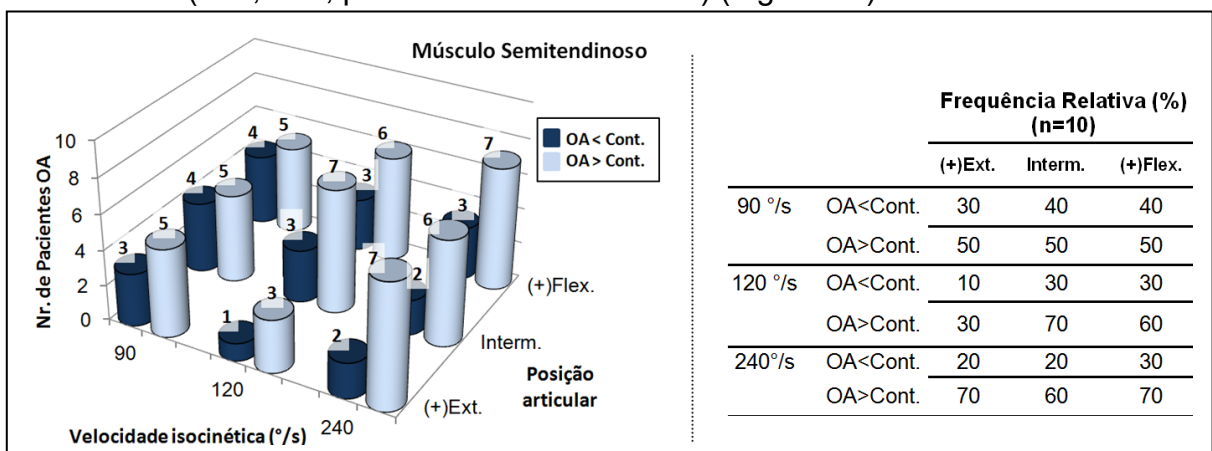 Músculo Semitendinoso
OA < Cont.
OA > Cont.
Nr. de Pacientes OA
10
8
6
4
2
0
4 5 6 7
4 5 7 3 3
3 5 3 6 2
1 3 2 7
90
120
240
(+)Flex.
Interm.
(+)Ext.
Posição
articular
Velocidade isocinética (°/s)
Frequência Relativa (%)
(n=10)
(+)Ext. Interm. (+)Flex.
90 °/s OA<Cont. 30 40 40
OA>Cont. 50 50 50
120 °/s OA<Cont. 10 30 30
OA>Cont. 30 70 60
240°/s OA<Cont. 20 20 30
OA>Cont. 70 60 70